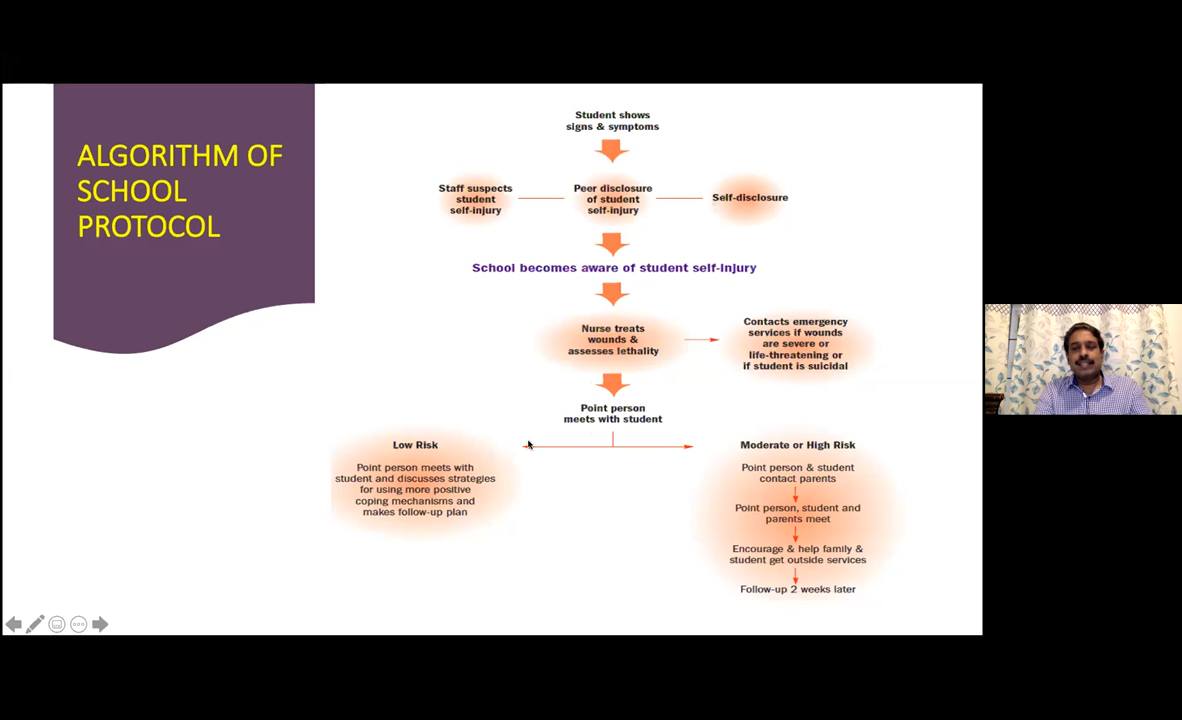 ALGORITHM OF
SCHOOL
PROTOCOL
Student shows
signs & symptoms
Staff suspects
student
self-injury
Peer disclosure
of student
self-injury
Self-disclosure
School becomes aware of student self-injury
Nurse treats
wounds &
assesses lethality
Contacts emergency
services if wounds
are severe or
life-threatening or
if student is suicidal
Point person
meets with student
Low Risk
Point person meets with
student and discusses strategies
for using more positive
coping mechanisms and
makes follow-up plan
Moderate or High Risk
Point person & student
contact parents
Point person, student and
parents meet
Encourage & help family &
student get outside services
Follow-up 2 weeks later